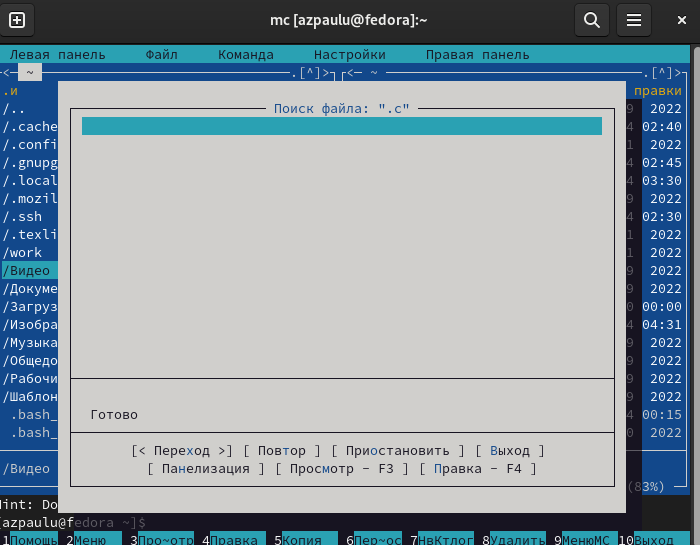 mc [azpaulu@fedora]:~
Левая панель Файл Команда Настройки Правая панель
<─ ~ .[^]>┐┌<─ ~ .[^]>┐
.и правки
/.. 9 2022
/.cache 4 02:40
/.confi 1 2022
/.gnupg 4 02:45
/.local 4 03:30
/.mozil 9 2022
/.ssh 4 02:30
/.texli 1 2022
/work 1 2022
/Видео 9 2022
/Докуме 9 2022
/Загруз 0 00:00
/Изобра 4 04:31
/Музыка 9 2022
/Общедо 9 2022
/Рабочи 9 2022
/Шаблон 9 2022
.bash_ 4 00:15
.bash_ 0 2022
Поиск файла: ".c"
Готово
[< Переход >] [ Повтор ] [ Приостановить ] [ Выход ]
[ Панелизация ] [ Просмотр - F3 ] [ Правка - F4 ]
/Видео
(83%)
Hint: Do
[azpaulu@fedora ~]$
1Помощь 2Меню 3Про~отр 4Правка 5Копия 6Пер~ос 7НвКтлог 8Удалить 9МенюMC 10Выход